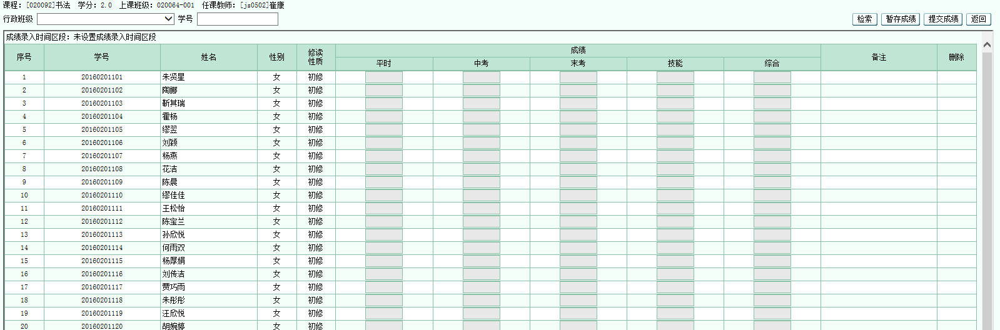 课程：[020092]书法 学分：2.0 上课班级：020064-001 任课教师：[js0502]崔康
行政班级 学号 检索 暂存成绩 提交成绩 返回
成绩录入时间区段：未设置成绩录入时间区段
序号 学号 姓名 性别 修读性质 成绩 备注 删除
平时 中考 末考 技能 综合
1 20160201101 朱贤星 女 初修
2 20160201102 陶娜 女 初修
3 20160201103 靳其瑞 女 初修
4 20160201104 霍杨 女 初修
5 20160201105 缪翌 女 初修
6 20160201106 刘颖 女 初修
7 20160201107 杨燕 女 初修
8 20160201108 花洁 女 初修
9 20160201109 陈晨 女 初修
10 20160201110 缪佳佳 女 初修
11 20160201111 王松怡 女 初修
12 20160201112 陈宝兰 女 初修
13 20160201113 孙欣悦 女 初修
14 20160201114 何雨双 女 初修
15 20160201115 杨厚娟 女 初修
16 20160201116 刘传洁 女 初修
17 20160201117 贾巧雨 女 初修
18 20160201118 朱彤彤 女 初修
19 20160201119 汪欣悦 女 初修
20 20160201120 胡婉婷 女 初修